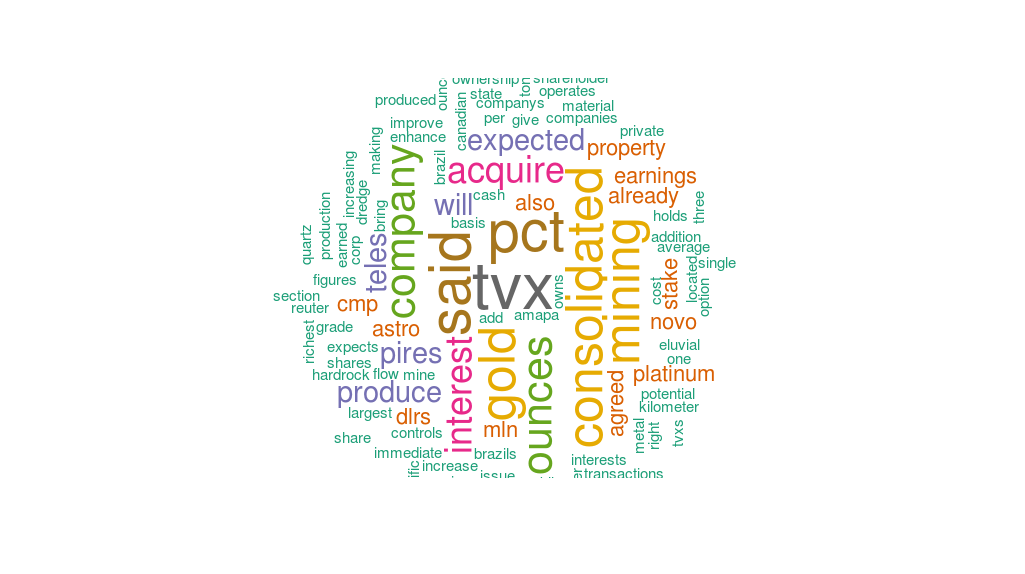 ownership
shareholder
ounc
ton
state
operates
produced
companys
material
canadian
per
give
companies
improve
enhance
expected
private
property
making
brazil
acquire
company
increasing
dredge
earnings
already
cash
will
also
basis
pct
holds
three
production
bring
quartz
earned
corp
teles
said
consolidated
mining
addition
average
single
figures
tvx
owns
cost
stake
located
option
section
reuter
cmp
add
amapa
novo
richest
grade
astro
expects
pires
interest
gold
ounces
eluvial
one
shares
hardrock
flow
mine
agreed
platinum
produce
potential
kilometer
largest
dlrs
mln
share
controls
metal
right
tvxs
immediate
brazils
increase
interests
issue
transactions